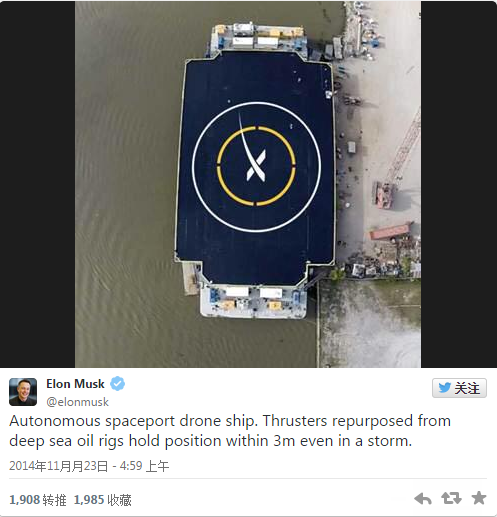 Elon Musk
@elonmusk
关注
Autonomous spaceport drone ship. Thrusters repurposed from
deep sea oil rigs hold position within 3m even in a storm.
2014年11月月23日 - 4:59 上午
1,908 转推 1,985 收藏